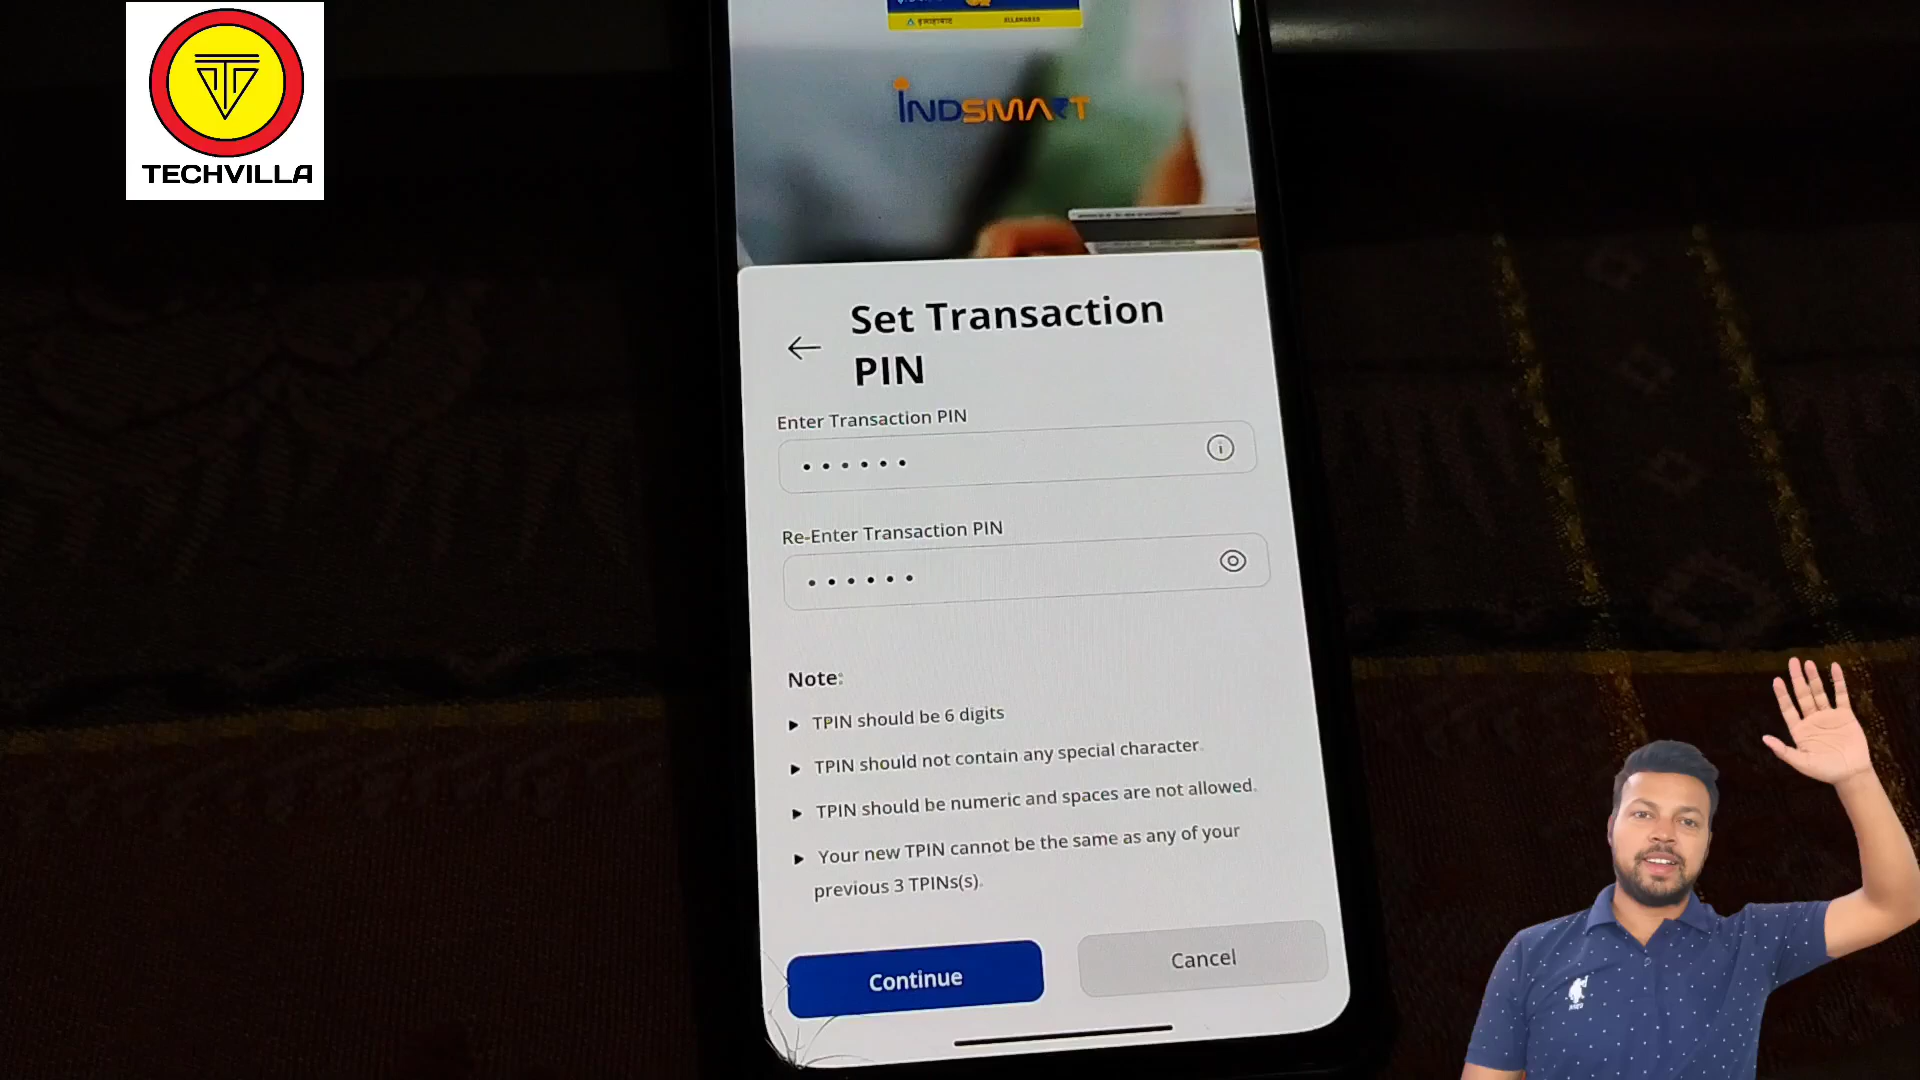 TECHVILLA
इलाहाबाद ALLAHABAD
INDSMART
Set Transaction
PIN
Enter Transaction PIN
Re-Enter Transaction PIN
Note:
TPIN should be 6 digits
TPIN should not contain any special character.
TPIN should be numeric and spaces are not allowed.
Your new TPIN cannot be the same as any of your
previous 3 TPINs(s).
Continue
Cancel